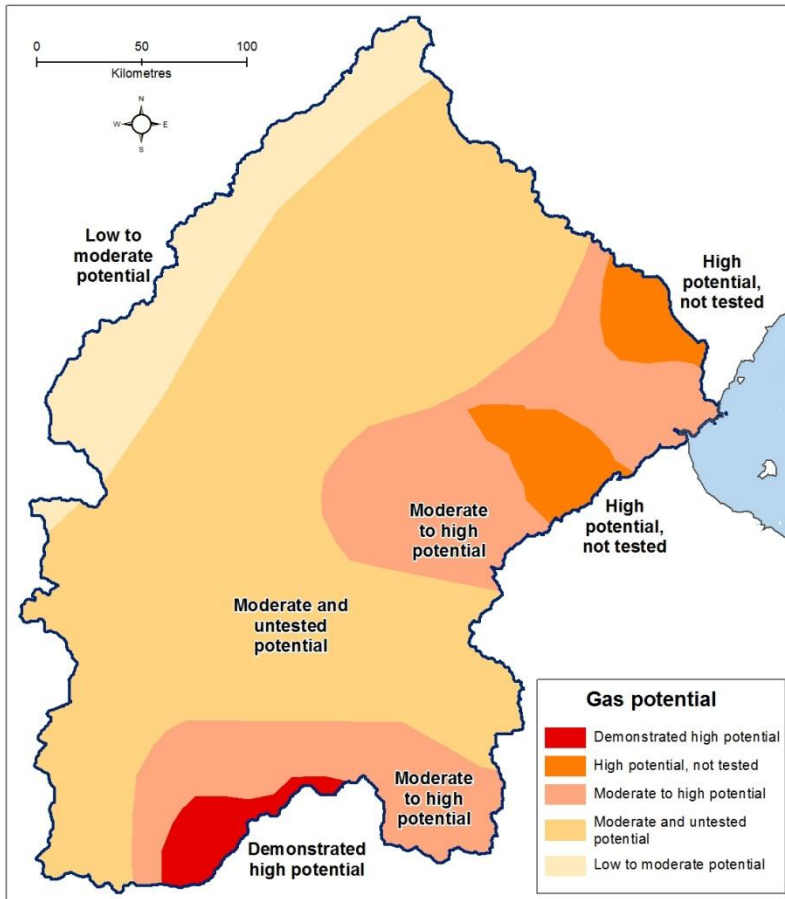 0 50 100
Kilometres
N
W E
S
Low to
moderate
potential
High
potential,
not tested
Moderate
to high
potential
High
potential,
not tested
Moderate and
untested
potential
Moderate
to high
potential
Demonstrated
high potential
Gas potential
Demonstrated high potential
High potential, not tested
Moderate to high potential
Moderate and untested
potential
Low to moderate potential